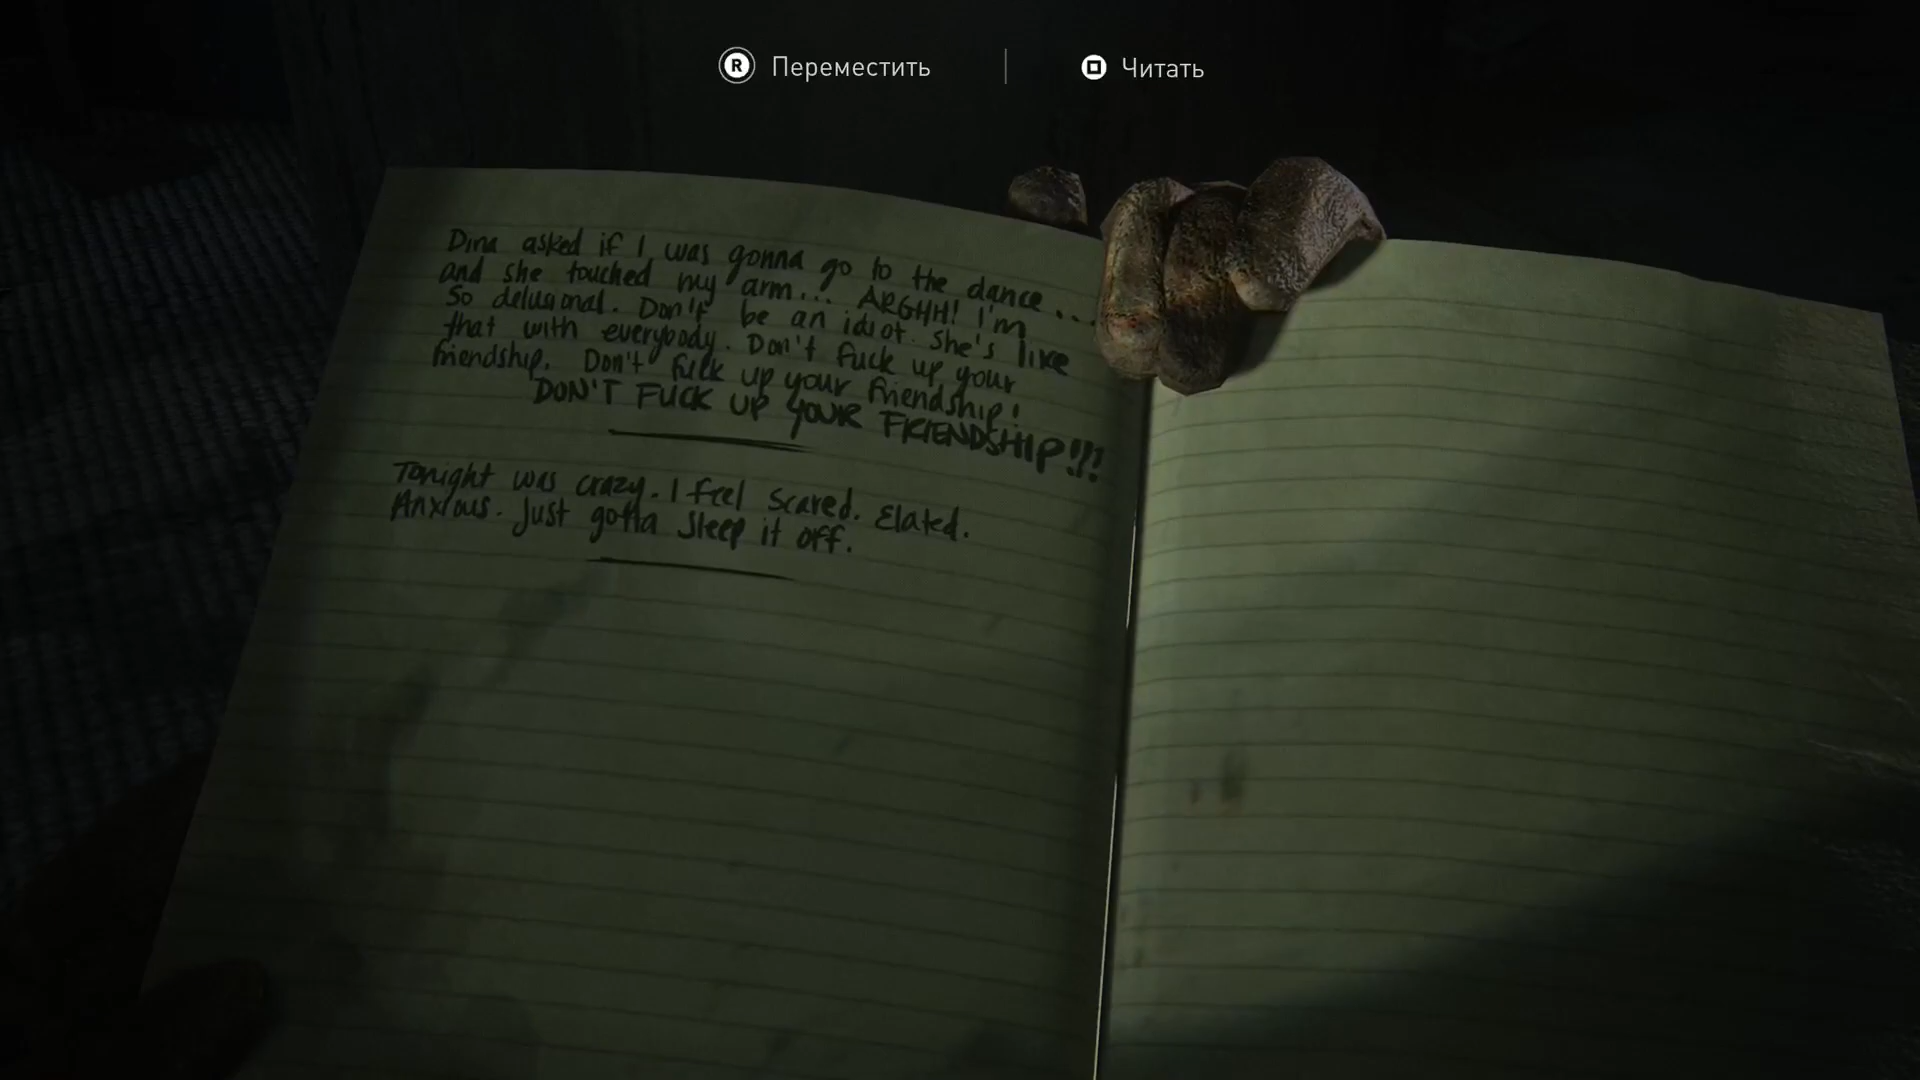 R Переместить
Читать
Dina asked if I was gonna go to the dance...
and she touched my arm... ARGHH! I'm
so delusional. Don't be an idiot. She's like
that with everybody. Don't fuck up your
friendship. Don't fuck up your friendship!
DON'T FUCK UP YOUR FRIENDSHIP!!!
Tonight was crazy. I feel scared. Elated.
Anxious. Just gotta sleep it off.